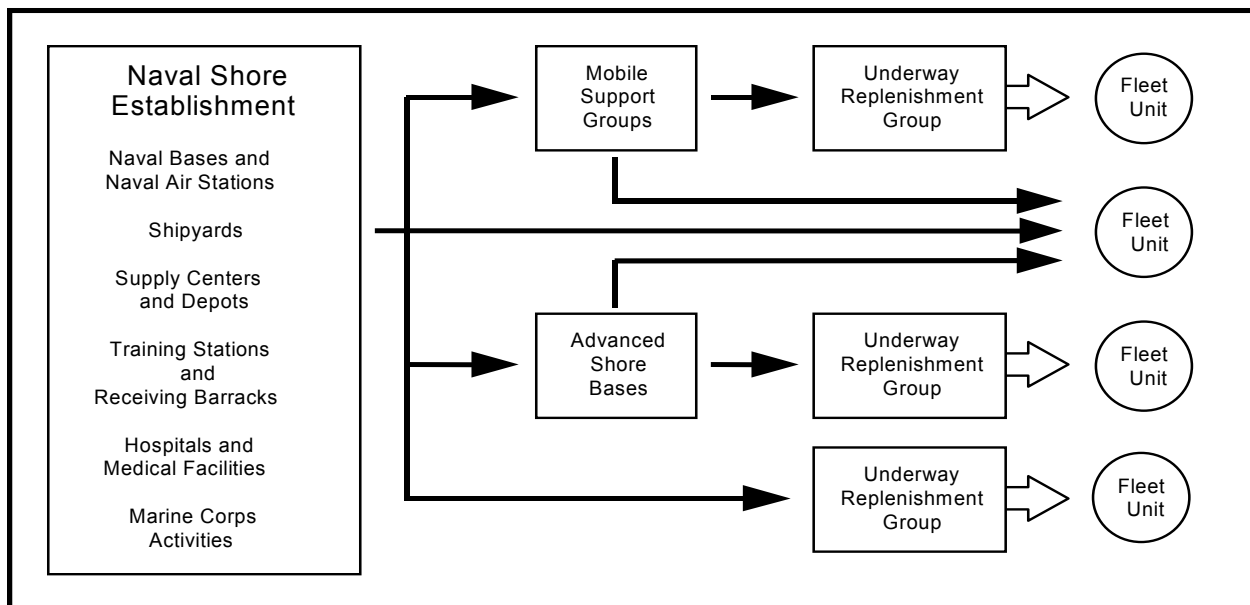 Naval Shore
Establishment
Naval Bases and
Naval Air Stations
Shipyards
Supply Centers
and Depots
Training Stations
and
Receiving Barracks
Hospitals and
Medical Facilities
Marine Corps
Activities
Mobile
Support
Groups
Underway
Replenishment
Group
Fleet
Unit
Fleet
Unit
Advanced
Shore
Bases
Underway
Replenishment
Group
Fleet
Unit
Underway
Replenishment
Group
Fleet
Unit